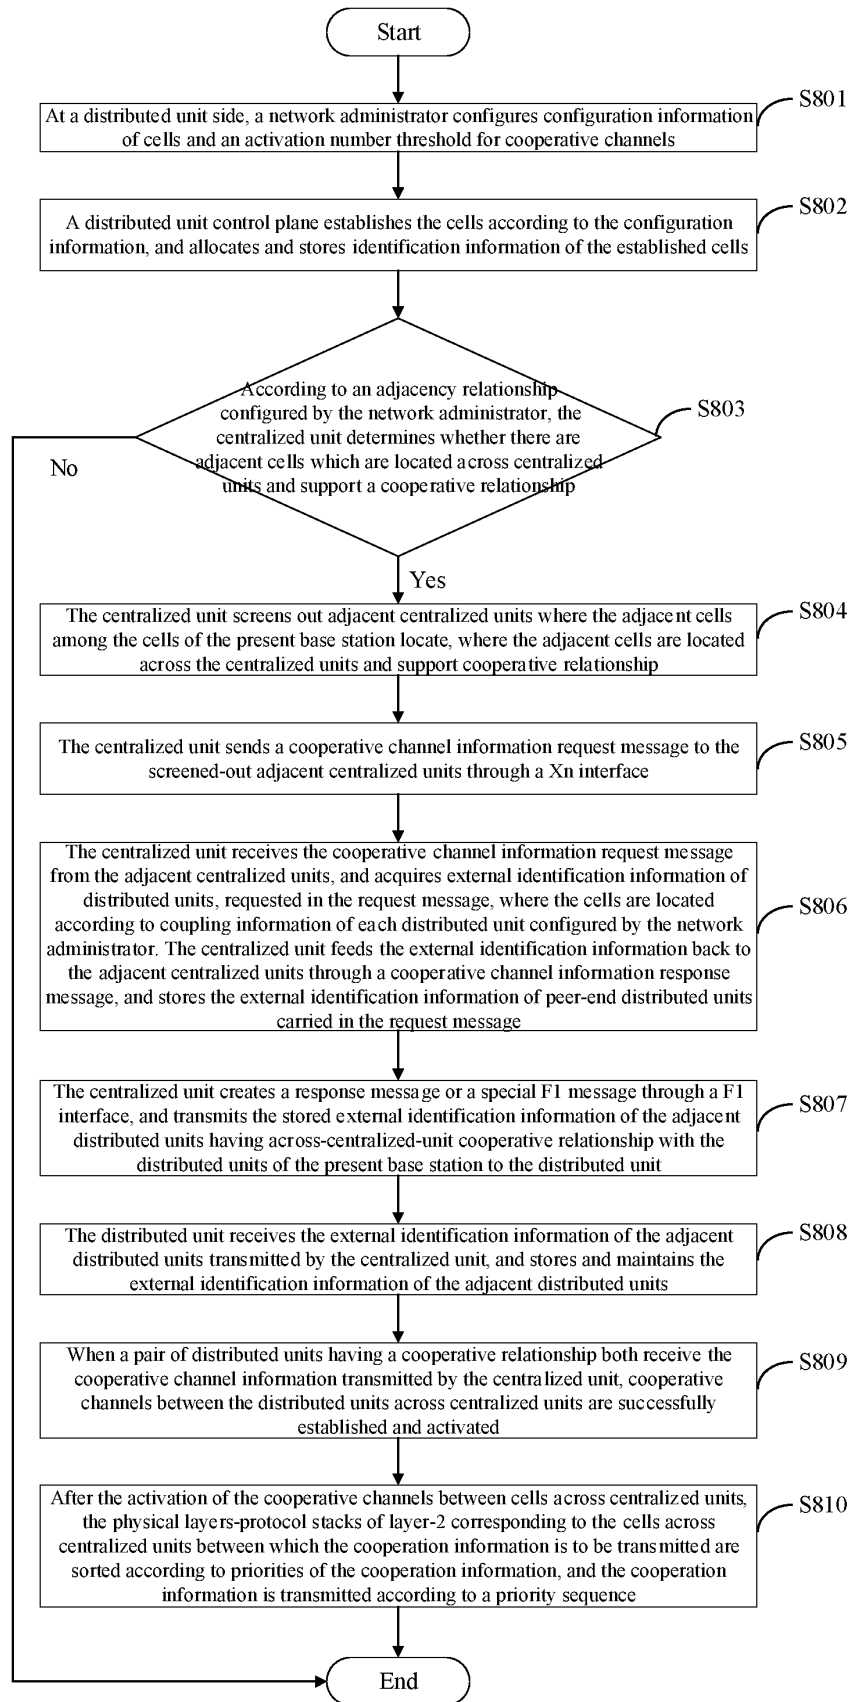 Start
S801
At a distributed unit side, a network administrator configures configuration information
of cells and an activation number threshold for cooperative channels
S802
A distributed unit control plane establishes the cells according to the configuration
information, and allocates and stores identification information of the established cells
S803
According to an adjacency relationship
configured by the network administrator, the
centralized unit determines whether there are
adjacent cells which are located across centralized
units and support a cooperative relationship
No
Yes
S804
The centralized unit screens out adjacent centralized units where the adjacent cells
among the cells of the present base station locate, where the adjacent cells are located
across the centralized units and support cooperative relationship
S805
The centralized unit sends a cooperative channel information request message to the
screened-out adjacent centralized units through a Xn interface
S806
The centralized unit receives the cooperative channel information request message
from the adjacent centralized units, and acquires external identification information of
distributed units, requested in the request message, where the cells are located
according to coupling information of each distributed unit configured by the network
administrator. The centralized unit feeds the external identification information back to
the adjacent centralized units through a cooperative channel information response
message, and stores the external identification information of peer-end distributed units
carried in the request message
S807
The centralized unit creates a response message or a special F1 message through a F1
interface, and transmits the stored external identification information of the adjacent
distributed units having across-centralized-unit cooperative relationship with the
distributed units of the present base station to the distributed unit
S808
The distributed unit receives the external identification information of the adjacent
distributed units transmitted by the centralized unit, and stores and maintains the
external identification information of the adjacent distributed units
S809
When a pair of distributed units having a cooperative relationship both receive the
cooperative channel information transmitted by the centralized unit, cooperative
channels between the distributed units across centralized units are successfully
established and activated
S810
After the activation of the cooperative channels between cells across centralized units,
the physical layers-protocol stacks of layer-2 corresponding to the cells across
centralized units between which the cooperation information is to be transmitted are
sorted according to priorities of the cooperation information, and the cooperation
information is transmitted according to a priority sequence
End